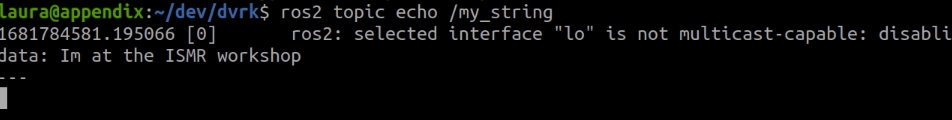 laura@appendix:~/dev/dvrk$ ros2 topic echo /my_string
1681784581.195066 [0]       ros2: selected interface "lo" is not multicast-capable: disabli
data: Im at the ISMR workshop
---